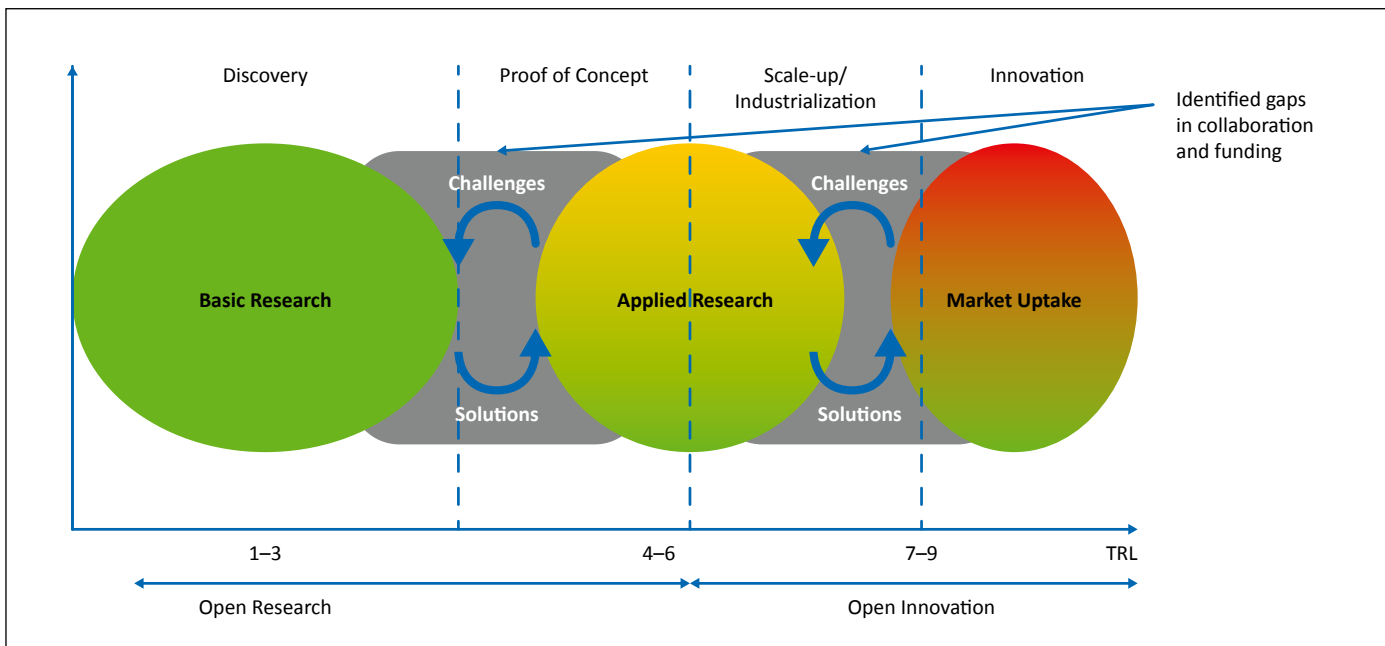 Discovery
Proof of Concept
Scale-up/
Industrialization
Innovation
Identified gaps
in collaboration
and funding
Challenges
Challenges
Basic Research
Applied Research
Market Uptake
Solutions
Solutions
1–3
4–6
7–9
TRL
Open Research
Open Innovation